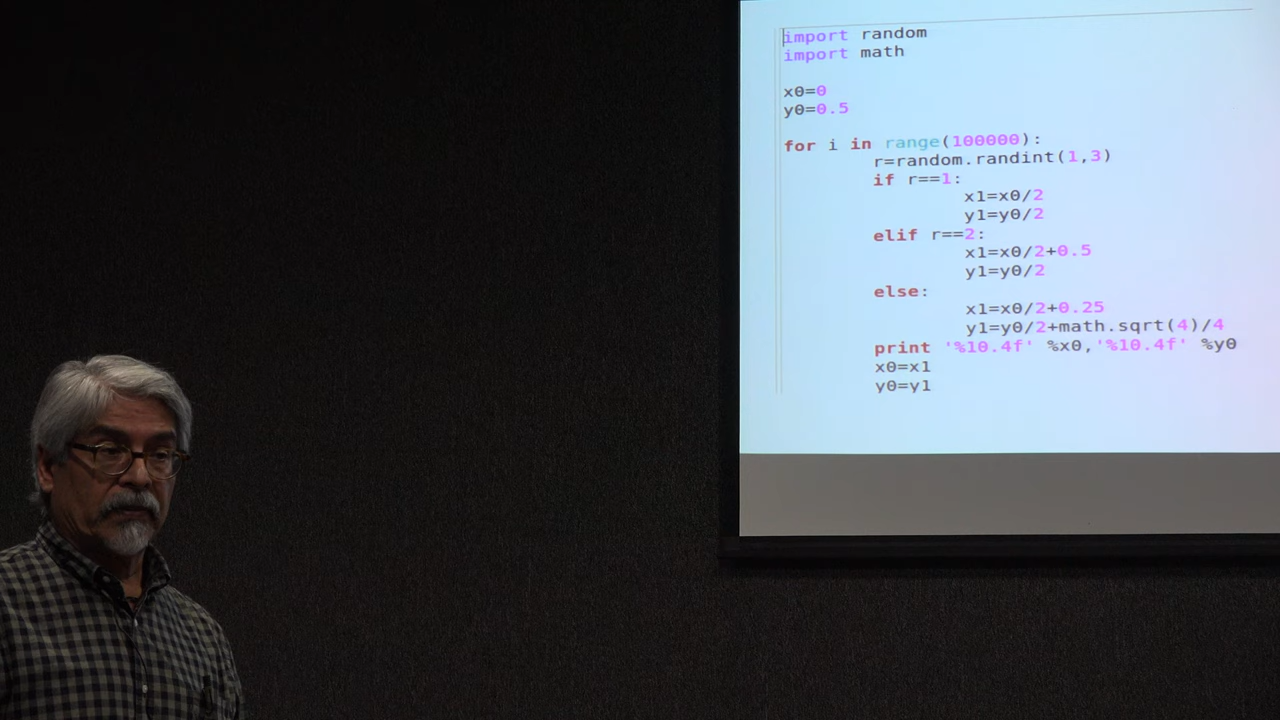 import random
import math
x0=0
y0=0.5
for i in range(100000):
r=random.randint(1,3)
if r==1:
x1=x0/2
y1=y0/2
elif r==2:
x1=x0/2+0.5
y1=y0/2
else:
x1=x0/2+0.25
y1=y0/2+math.sqrt(4)/4
print '%10.4f' %x0,'%10.4f' %y0
x0=x1
y0=y1